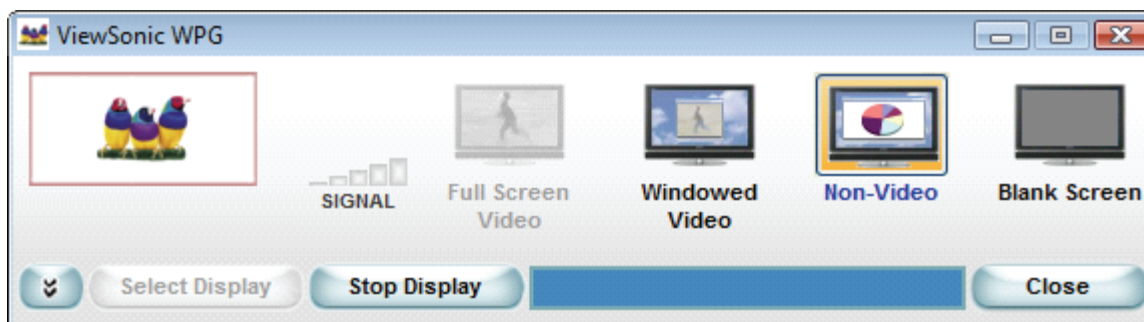 ViewSonic WPG
SIGNAL
Full Screen
Video
Windowed
Video
Non-Video
Blank Screen
Select Display
Stop Display
Close